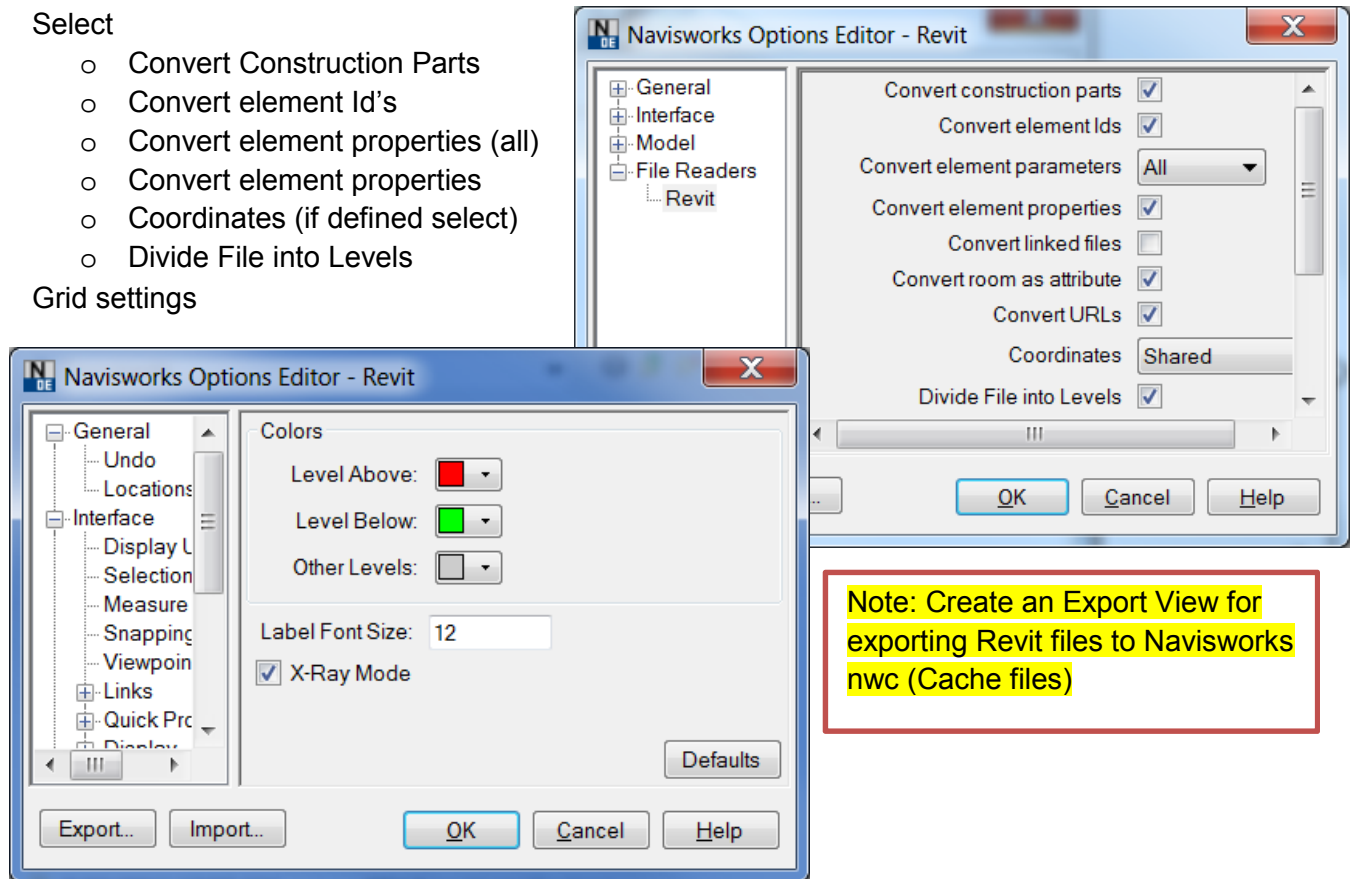 Select
o Convert Construction Parts
o Convert element Id’s
o Convert element properties (all)
o Convert element properties
o Coordinates (if defined select)
o Divide File into Levels
Grid settings
N DE Navisworks Options Editor - Revit X
General
Interface
Model
File Readers
Revit
Convert construction parts
Convert element Ids
Convert element parameters All
Convert element properties
Convert linked files
Convert room as attribute
Convert URLs
Coordinates Shared
Divide File into Levels
... OK Cancel Help
N DE Navisworks Options Editor - Revit X
General
Undo
Locations
Interface
Display U
Selection
Measure
Snapping
Viewpoin
Links
Quick Pro
Display
Colors
Level Above:
Level Below:
Other Levels:
Label Font Size: 12
X-Ray Mode
Defaults
Export... Impo rt... OK Cancel Help
Note: Create an Export View for
exporting Revit files to Navisworks
nwc (Cache files)